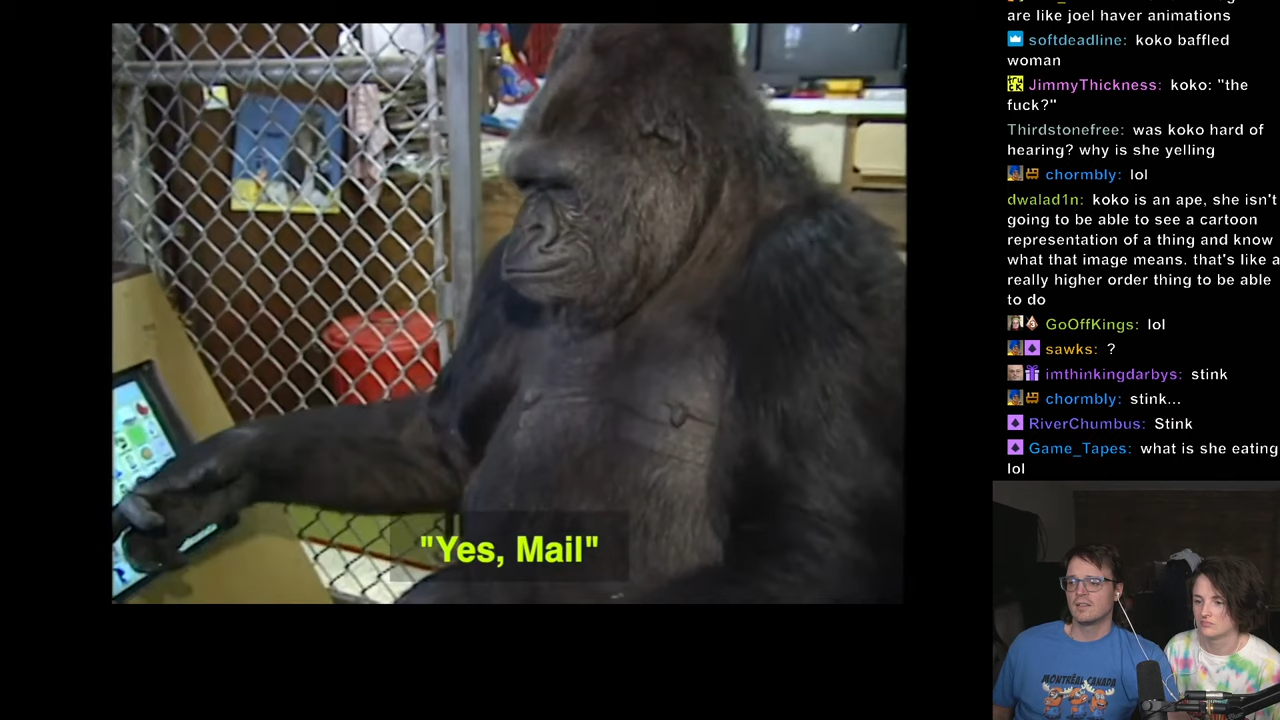 "Yes, Mail"
are like joel haver animations
softdeadline: koko baffled
woman
JimmyThickness: koko: "the
fuck?"
Thirdstonefree: was koko hard of
hearing? why is she yelling
chormbly: lol
dwalad1n: koko is an ape, she isn't
going to be able to see a cartoon
representation of a thing and know
what that image means. that's like a
really higher order thing to be able
to do
GoOffKings: lol
sawks: ?
imthinkingdarbys: stink
chormbly: stink...
RiverChumbus: Stink
Game_Tapes: what is she eating
lol
MONTRÉAL CANADA